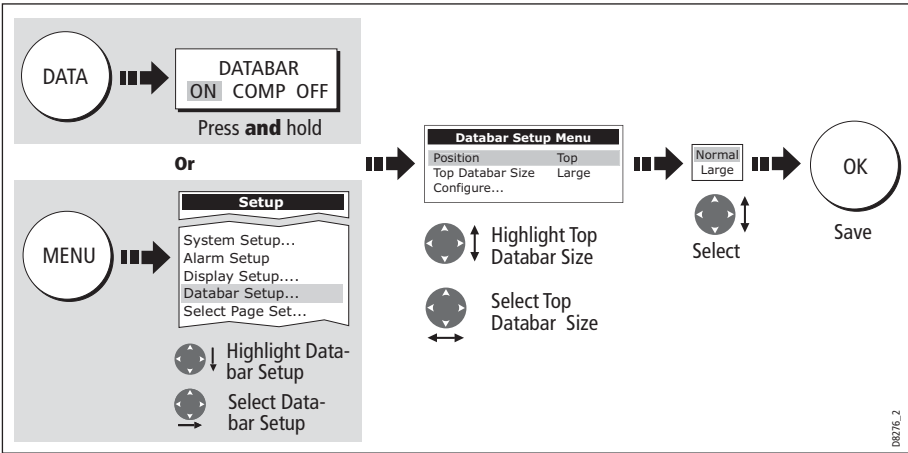 DATA
DATABAR
ON COMP OFF
Press and hold
Or
MENU
Setup
System Setup...
Alarm Setup
Display Setup....
Databar Setup...
Select Page Set...
Highlight Data-
bar Setup
Select Data-
bar Setup
Databar Setup Menu
Position Top
Top Databar Size Large
Configure...
Highlight Top
Databar Size
Select Top
Databar Size
Normal
Large
Select
OK
Save
D8276_2